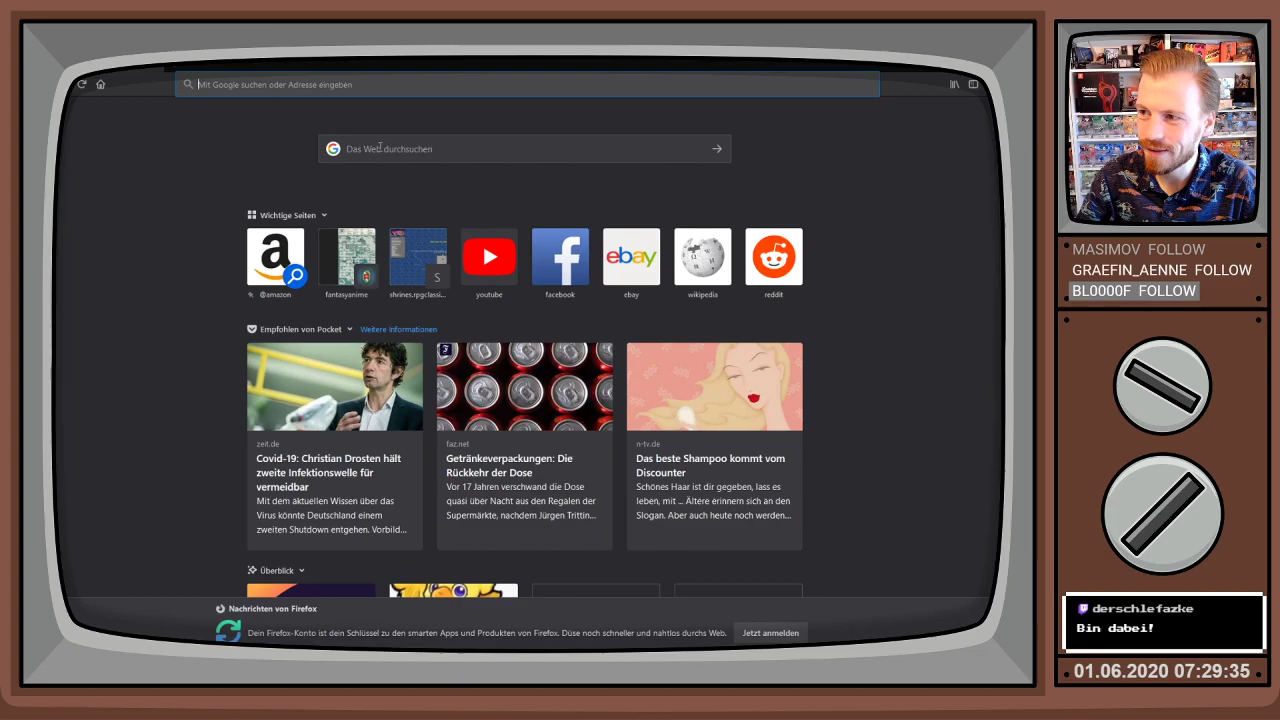 Mit Google suchen oder Adresse eingeben
Das Web durchsuchen
Wichtige Seiten
@amazon
fantasyanime
S
shrines.rpgclassi...
youtube
facebook
ebay
ebay
wikipedia
reddit
Empfohlen von Pocket
Weitere Informationen
zeit.de
Covid-19: Christian Drosten hält
zweite Infektionswelle für
vermeidbar
Mit dem aktuellen Wissen über das
Virus könnte Deutschland einem
zweiten Shutdown entgehen. Vorbild...
faz.net
Getränkeverpackungen: Die
Rückkehr der Dose
Vor 17 Jahren verschwand die Dose
quasi über Nacht aus den Regalen der
Supermärkte, nachdem Jürgen Trittin...
n-tv.de
Das beste Shampoo kommt vom
Discounter
Schönes Haar ist dir gegeben, lass es
leben, mit ... Ältere erinnern sich an den
Slogan. Aber auch heute noch werden...
Überblick
Nachrichten von Firefox
Dein Firefox-Konto ist dein Schlüssel zu den smarten Apps und Produkten von Firefox. Düse noch schneller und nahtlos durchs Web.
Jetzt anmelden
MASIMOV FOLLOW
GRAEFIN_AENNE FOLLOW
BL0000F FOLLOW
derschlefazke
Bin dabei!
01.06.2020 07:29:35